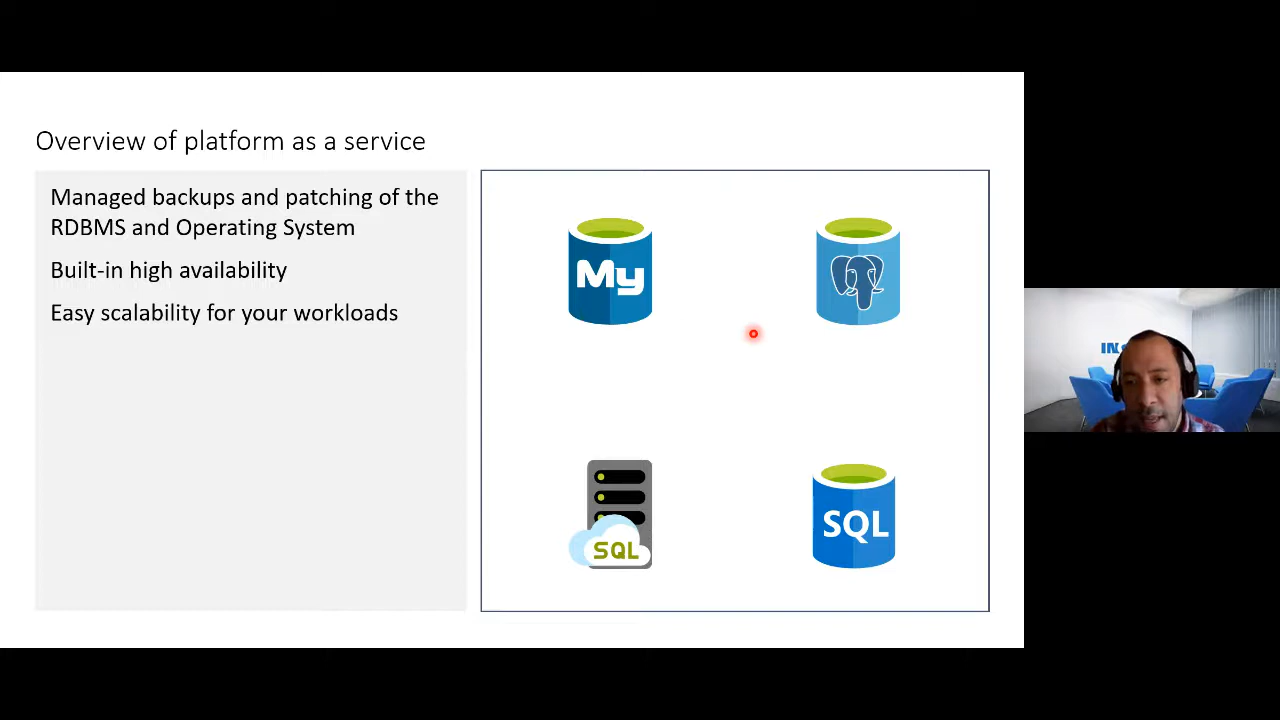 Overview of platform as a service
Managed backups and patching of the
RDBMS and Operating System
Built-in high availability
Easy scalability for your workloads
My
SQL
SQL